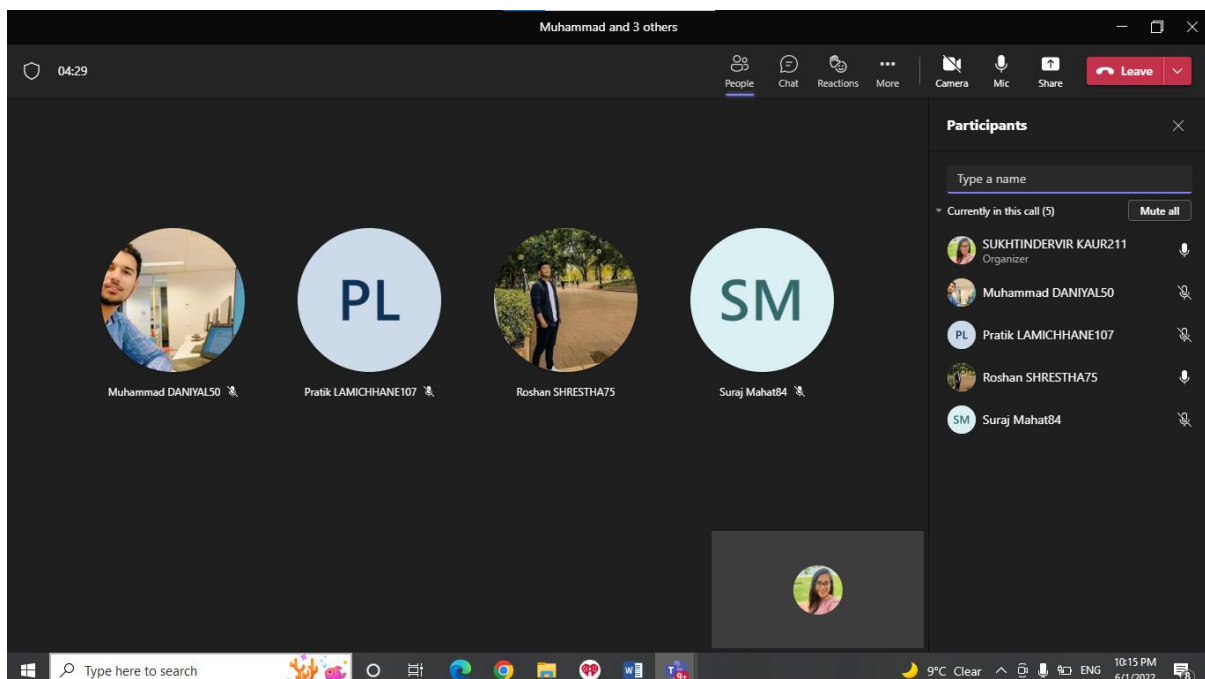 Muhammad and 3 others
04:29
People Chat Reactions More Camera Mic Share Leave
Participants
Type a name
Currently in this call (5) Mute all
SUKHTINDERVIR KAUR211
Organizer
Muhammad DANIYAL50
PL Pratik LAMICHHANE107
Roshan SHRESTHA75
SM Suraj Mahat84
PL SM
Muhammad DANIYAL50 Pratik LAMICHHANE107 Roshan SHRESTHA75 Suraj Mahat84
Type here to search
9+
9°C Clear ENG 10:15 PM
6/1/2022